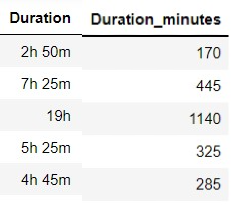 Duration Duration_minutes
2h 50m 170
7h 25m 445
19h 1140
5h 25m 325
4h 45m 285